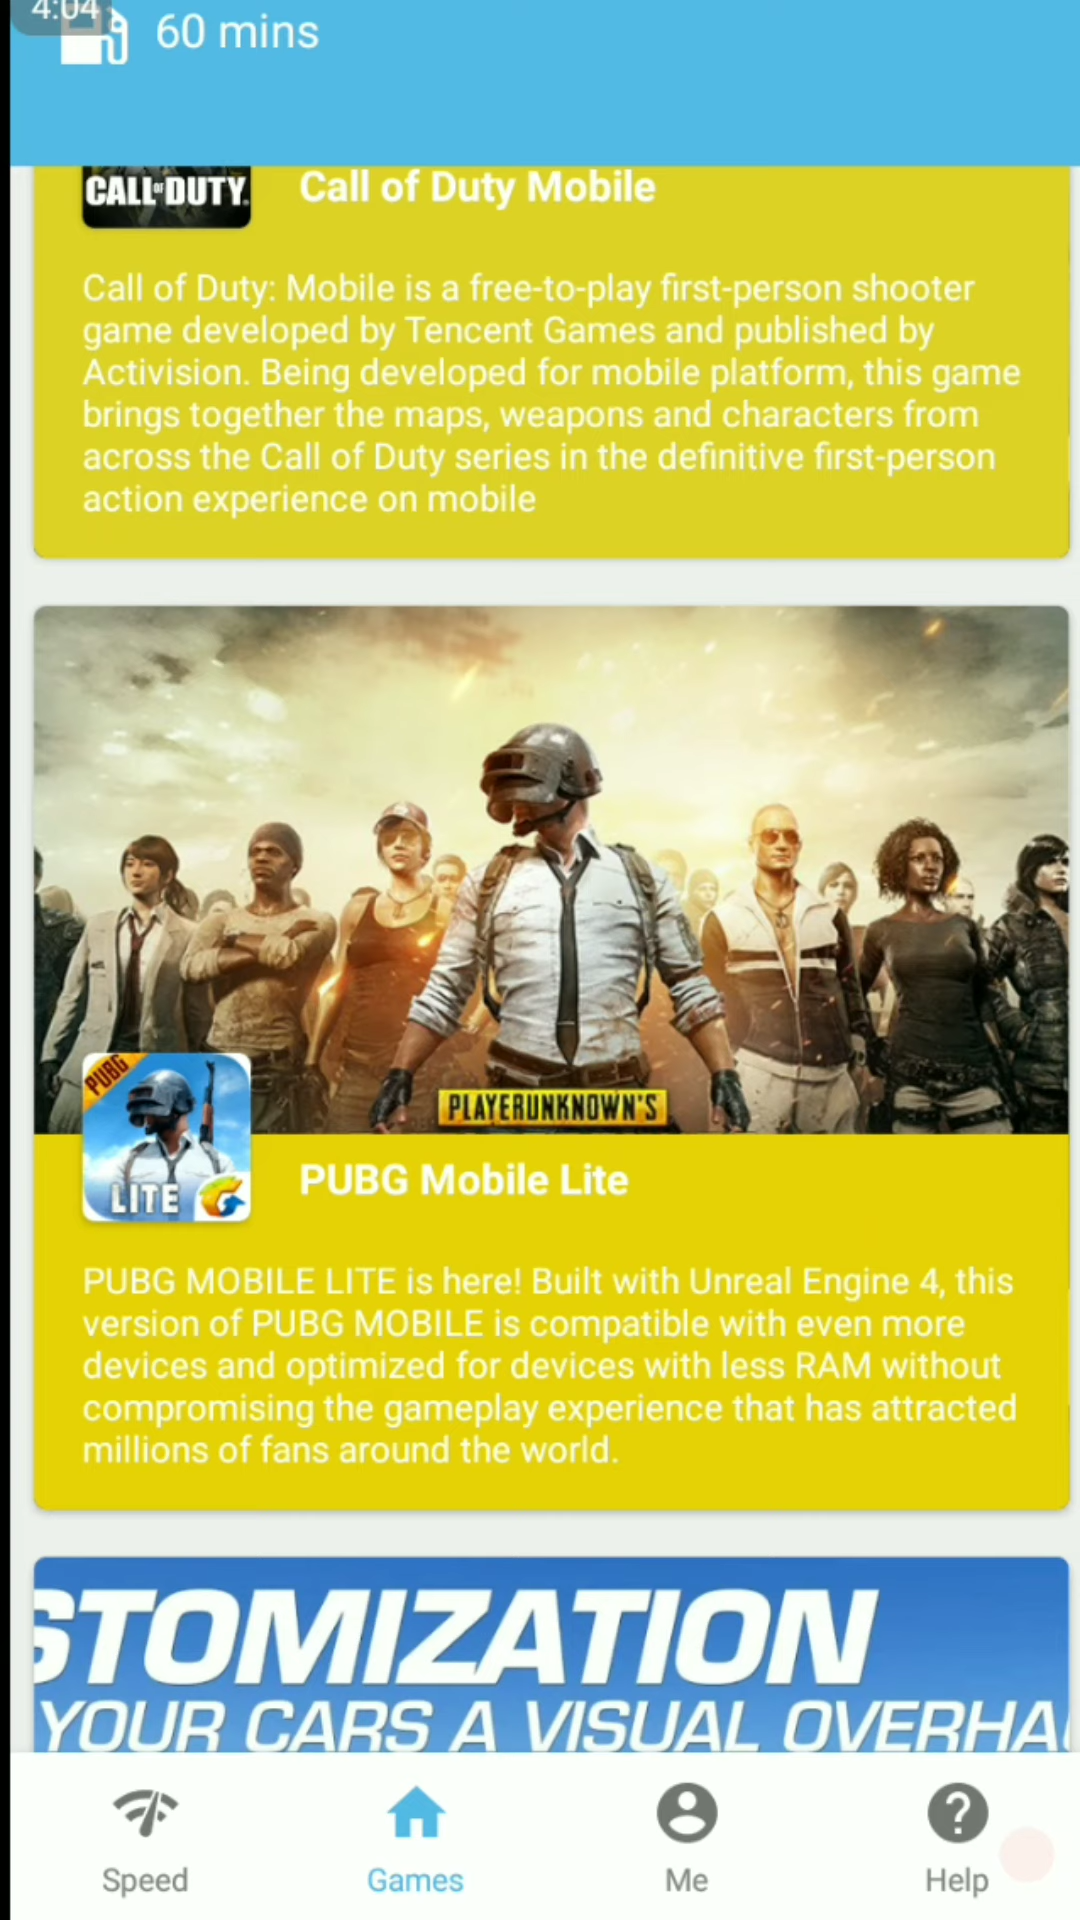 4:04
60 mins
CALL OF DUTY.
Call of Duty Mobile
Call of Duty: Mobile is a free-to-play first-person shooter
game developed by Tencent Games and published by
Activision. Being developed for mobile platform, this game
brings together the maps, weapons and characters from
across the Call of Duty series in the definitive first-person
action experience on mobile
PLAYERUNKNOWN'S
PUBG
LITE
PUBG Mobile Lite
PUBG MOBILE LITE is here! Built with Unreal Engine 4, this
version of PUBG MOBILE is compatible with even more
devices and optimized for devices with less RAM without
compromising the gameplay experience that has attracted
millions of fans around the world.
STOMIZATION
YOUR CARS A VISUAL OVERHA
Speed
Games
Me
Help